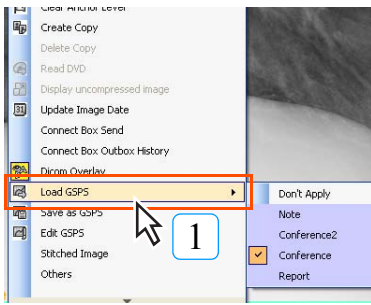 Clear Anchor Level
Create Copy
Delete Copy
Read DVD
Display uncompressed image
31 Update Image Date
Connect Box Send
Connect Box Outbox History
Dicom Overlay
Load GSPS
Don't Apply
Save as GSPS
1
Note
Edit GSPS
Conference2
Stitched Image
Conference
Others
Report